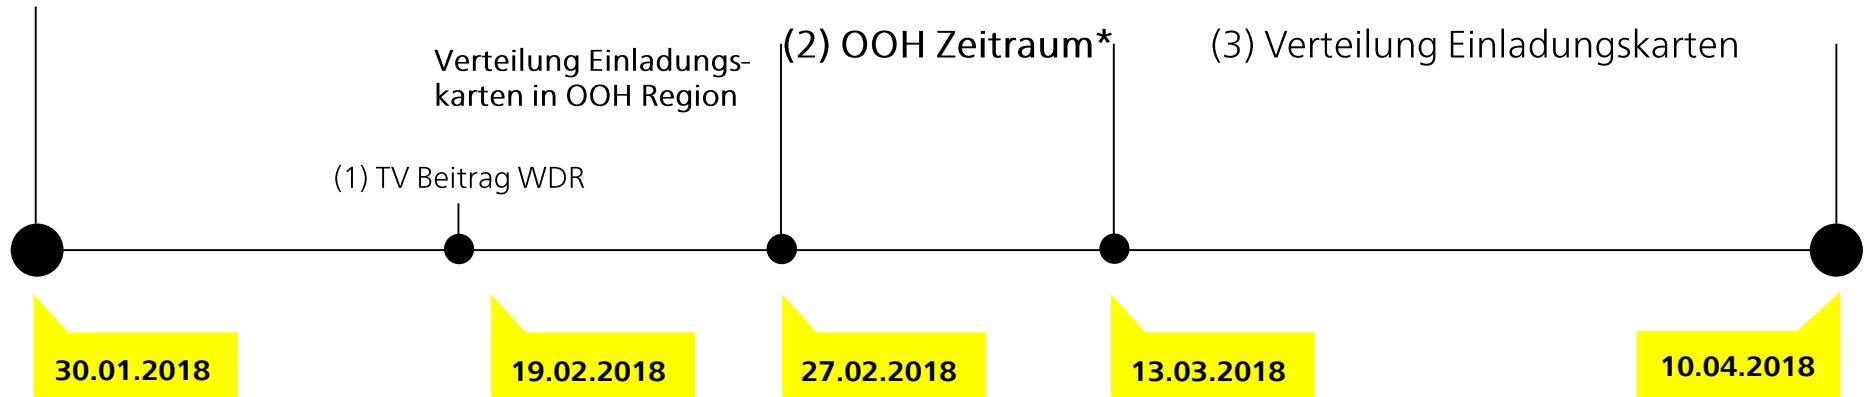 (2) OOH Zeitraum*
(3) Verteilung Einladungskarten
Verteilung Einladungs-
karten in OOH Region
(1) TV Beitrag WDR
30.01.2018
19.02.2018
27.02.2018
13.03.2018
10.04.2018